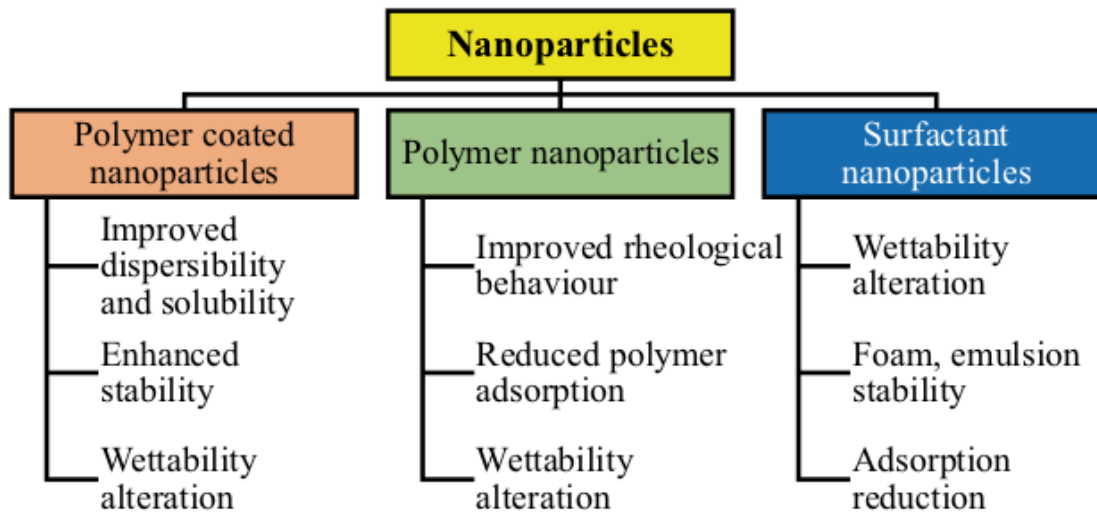 Nanoparticles
Polymer coated
nanoparticles
Improved
dispersibility
and solubility
Enhanced
stability
Wettability
alteration
Polymer nanoparticles
Improved rheological
behaviour
Reduced polymer
adsorption
Wettability
alteration
Surfactant
nanoparticles
Wettability
alteration
Foam, emulsion
stability
Adsorption
reduction